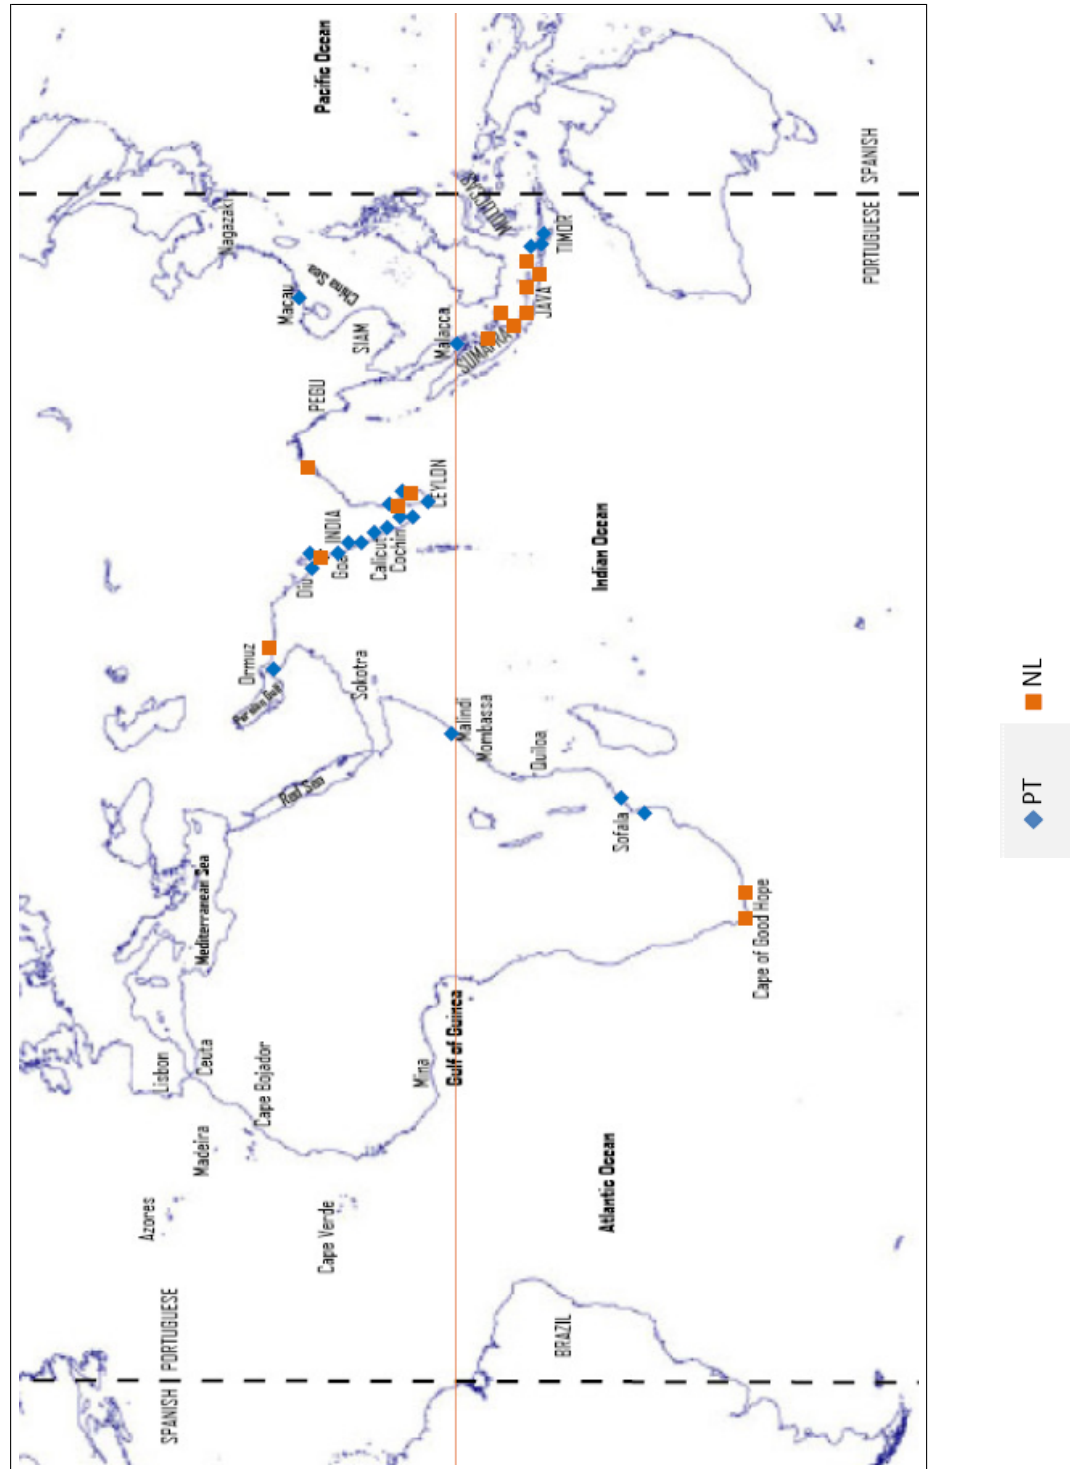 SPANISH
PORTUGUESE
Azores
Madeira
Lisbon
Ceuta
Cape Bojador
Cape Verde
Mina
Gulf of Guinea
BRAZIL
Atlantic Ocean
Mediterranean Sea
Red Sea
Persian Gulf
Ormuz
Sokotra
Malindi
Mombassa
Quiloa
Sofala
Cape of Good Hope
Diu
INDIA
Goa
Calicut
Cochin
CEYLON
Indian Ocean
PEGU
SIAM
Macau
China Sea
Nagazaki
Malacca
SUMATRA
JAVA
TIMOR
MOLOCCAS
Pacific Ocean
PORTUGUESE
SPANISH
PT
NL